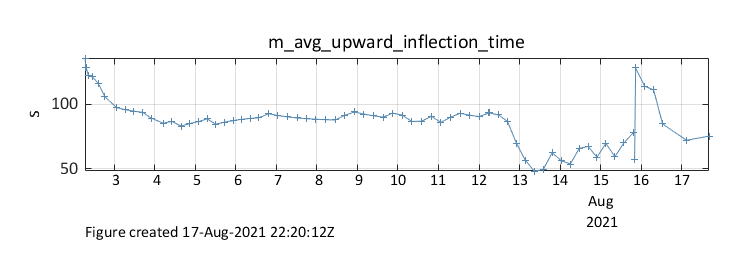 m_avg_upward_inflection_time
s
100
50
3 4 5 6 7 8 9 10 11 12 13 14 15 16 17
Aug
2021
Figure created 17-Aug-2021 22:20:12Z